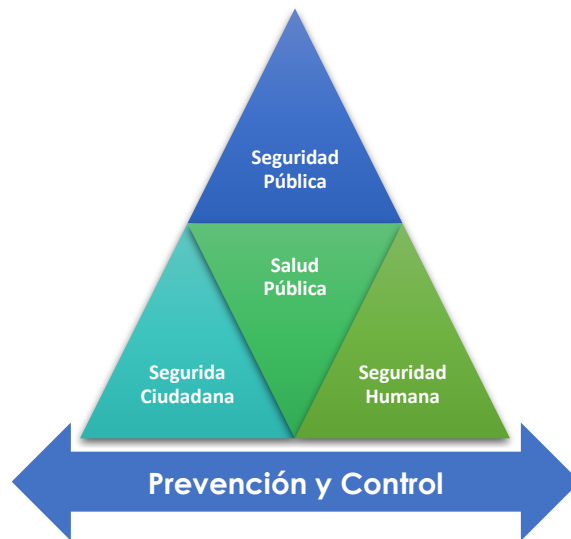 Seguridad
Pública
Salud
Pública
Segurida
Ciudadana
Seguridad
Humana
Prevención y Control